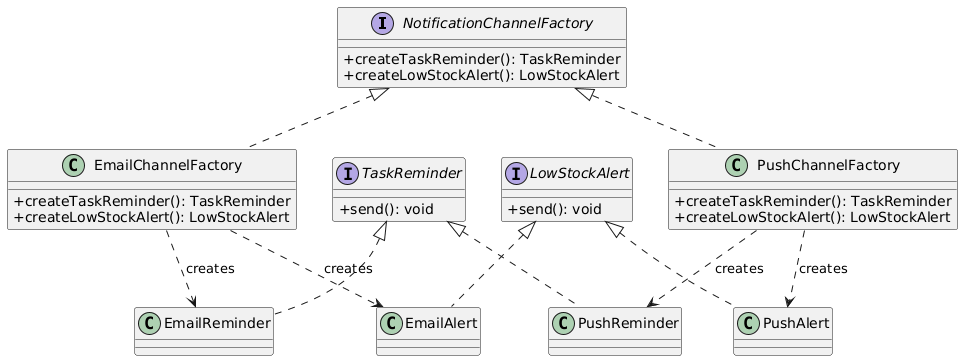 I NotificationChannelFactory
+createTaskReminder(): TaskReminder
+createLowStockAlert(): LowStockAlert
C EmailChannelFactory
+createTaskReminder(): TaskReminder
+createLowStockAlert(): LowStockAlert
I TaskReminder
+send(): void
I LowStockAlert
+send(): void
C PushChannelFactory
+createTaskReminder(): TaskReminder
+createLowStockAlert(): LowStockAlert
creates
creates
creates
creates
C EmailReminder
C EmailAlert
C PushReminder
C PushAlert